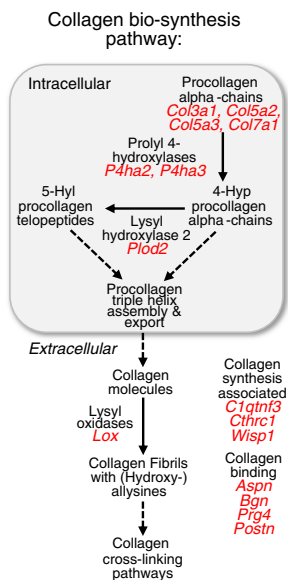 Collagen bio-synthesis
pathway:
Intracellular
Procollagen
alpha-chains
Col3a1, Col5a2,
Col5a3, Col7a1
Prolyl 4-
hydroxylases
P4ha2, P4ha3
5-Hyl
procollagen
telopeptides
4-Hyp
procollagen
alpha-chains
Lysyl
hydroxylase 2
Plod2
Procollagen
triple helix
assembly &
export
Extracellular
Collagen
molecules
Lysyl
oxidases
Lox
Collagen Fibrils
with (Hydroxy-)
allysines
Collagen
cross-linking
pathways
Collagen
synthesis
associated
C1qtnf3
Cthrc1
Wisp1
Collagen
binding
Aspn
Bgn
Prg4
Postn